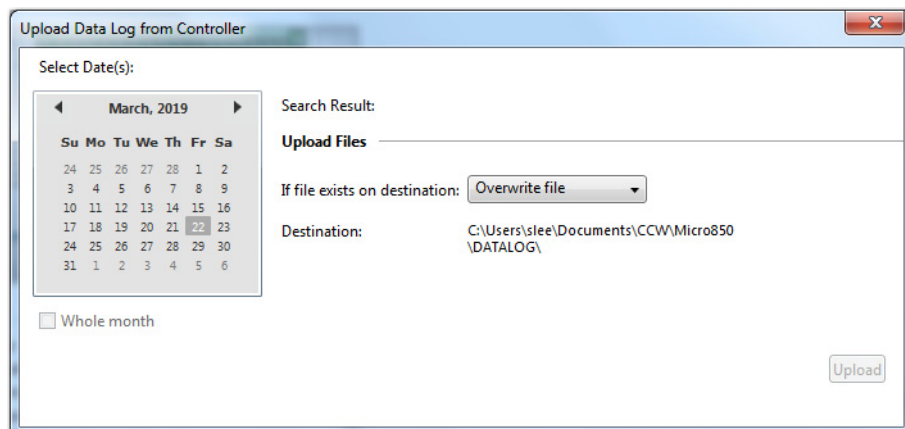 Upload Data Log from Controller
Select Date(s):
March, 2019
Su Mo Tu We Th Fr Sa
24 25 26 27 28 1 2
3 4 5 6 7 8 9
10 11 12 13 14 15 16
17 18 19 20 21 22 23
24 25 26 27 28 29 30
31 1 2 3 4 5 6
Whole month
Search Result:
Upload Files
If file exists on destination: Overwrite file
Destination: C:\Users\slee\Documents\CCW\Micro850
\DATALOG\
Upload